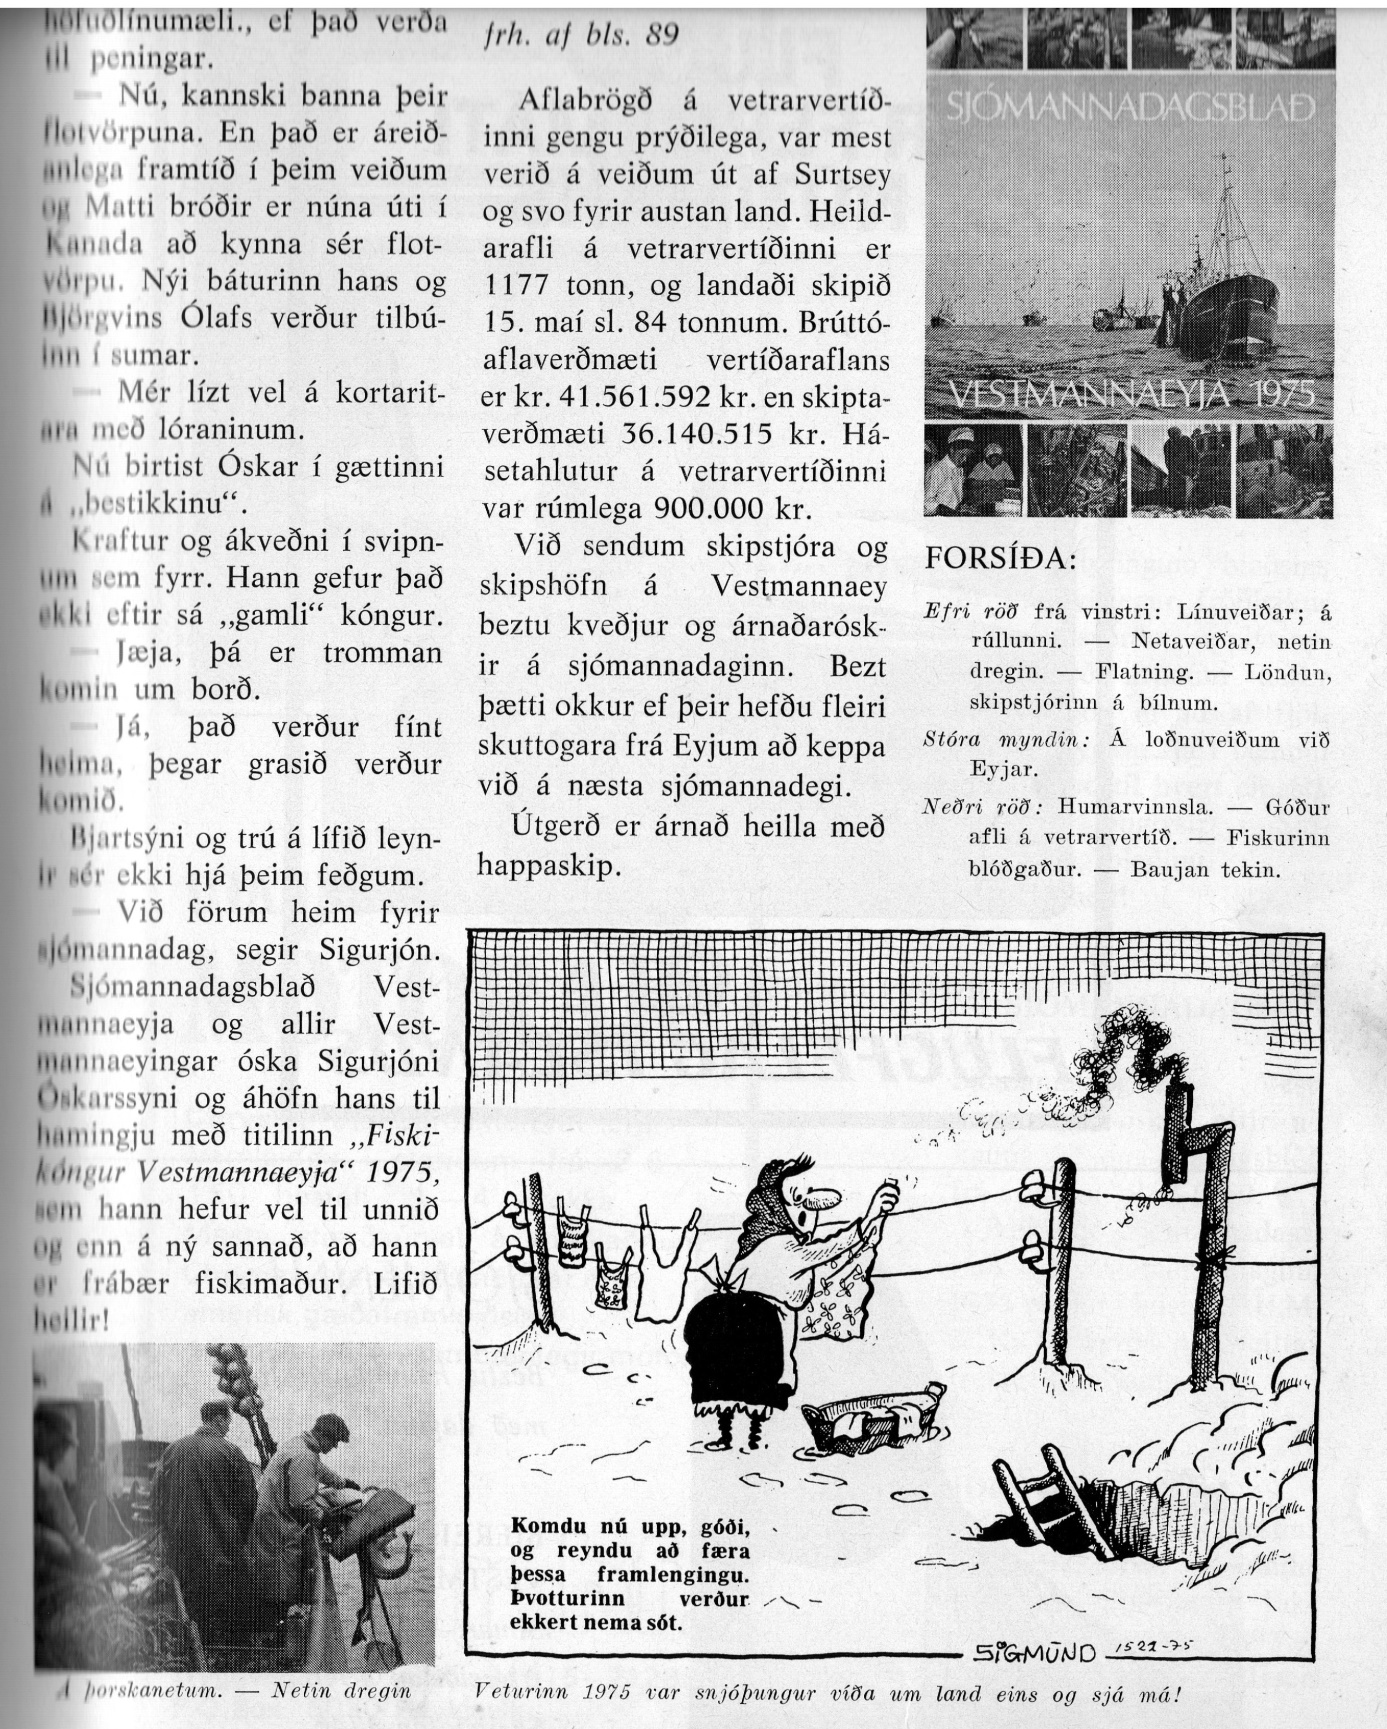 höfuðlínumæli., ef það verða
til peningar.
— Nú, kannski banna þeir
flotvörpuna. En það er áreið-
anlega framtíð í þeim veiðum
og Matti bróðir er núna úti í
Kanada að kynna sér flot-
vörpu. Nýi báturinn hans og
Björgvins Ólafs verður tilbú-
inn í sumar.
— Mér lízt vel á kortarit-
ara með lóraninum.
Nú birtist Óskar í gættinni
á „bestikkinu“.
Kraftur og ákveðni í svipn-
um sem fyrr. Hann gefur það
ekki eftir sá „gamli“ kóngur.
— Jæja, þá er tromman
komin um borð.
— Já, það verður fínt
heima, þegar grasið verður
komið.
Bjartsýni og trú á lífið leyn-
ir sér ekki hjá þeim feðgum.
— Við förum heim fyrir
sjómannadag, segir Sigurjón.
Sjómannadagsblað Vest-
mannaeyja og allir Vest-
mannaeyingar óska Sigurjóni
Óskarssyni og áhöfn hans til
hamingju með titilinn „Fiski-
kóngur Vestmannaeyja“ 1975,
sem hann hefur vel til unnið
og enn á ný sannað, að hann
er frábær fiskimaður. Lifið
heilir!
Á þorskanetum. — Netin dregin
frh. af bls. 89
Aflabrögð á vetrarvertíð-
inni gengu prýðilega, var mest
verið á veiðum út af Surtsey
og svo fyrir austan land. Heild-
arafli á vetrarvertíðinni er
1177 tonn, og landaði skipið
15. maí sl. 84 tonnum. Brúttó-
aflaverðmæti vertíðaraflans
er kr. 41.561.592 kr. en skipta-
verðmæti 36.140.515 kr. Há-
setahlutur á vetrarvertíðinni
var rúmlega 900.000 kr.
Við sendum skipstjóra og
skipshöfn á Vestmannaey
beztu kveðjur og árnaðarósk-
ir á sjómannadaginn. Bezt
þætti okkur ef þeir hefðu fleiri
skuttogara frá Eyjum að keppa
við á næsta sjómannadegi.
Útgerð er árnað heilla með
happaskip.
SJÓMANNADAGSBLAÐ
VESTMANNAEYJA 1975
FORSÍÐA:
Efri röð frá vinstri: Línuveiðar; á
rúllunni. — Netaveiðar, netin
dregin. — Flatning. — Löndun,
skipstjórinn á bílnum.
Stóra myndin: Á loðnuveiðum við
Eyjar.
Neðri röð: Humarvinnsla. — Góður
afli á vetrarvertíð. — Fiskurinn
blóðgaður. — Baujan tekin.
Komdu nú upp, góði,
og reyndu að færa
þessa framlengingu.
Þvotturinn verður
ekkert nema sót.
SIGMÚND 1522-75
Veturinn 1975 var snjóþungur víða um land eins og sjá má!